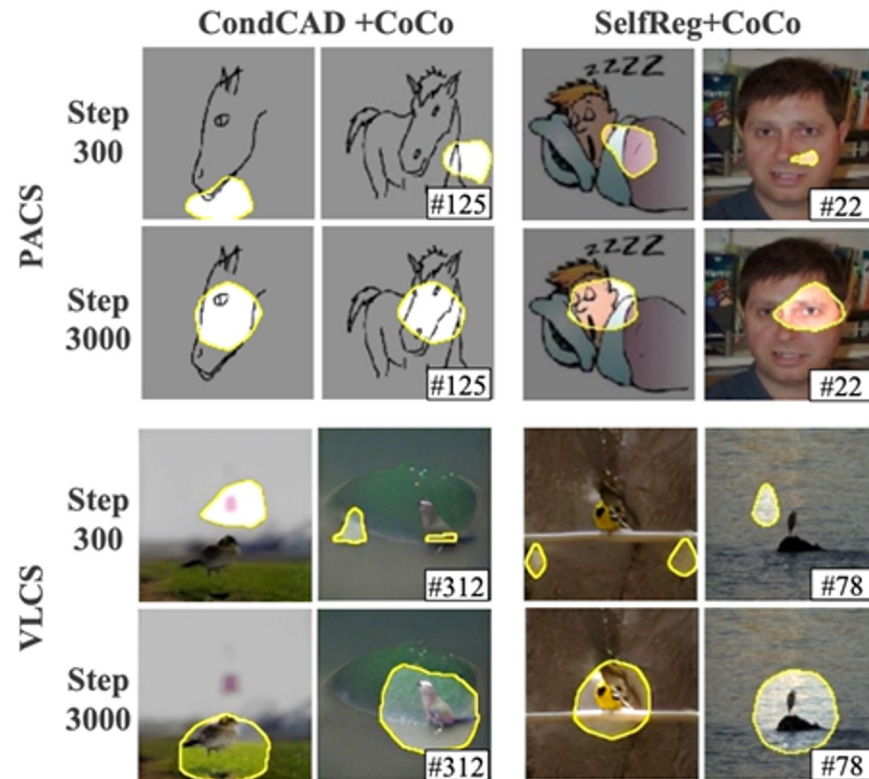 CondCAD +CoCo SelfReg+CoCo
PACS
Step
300
zzzz
#125 #22
Step
3000
zzzz
#125 #22
VLCS
Step
300
#312 #78
Step
3000
#312 #78